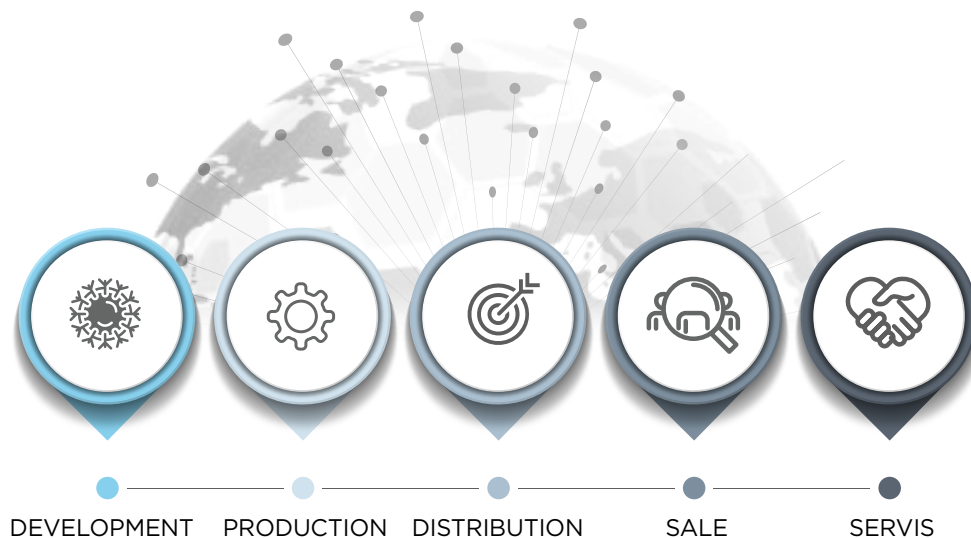 DEVELOPMENT
PRODUCTION
DISTRIBUTION
SALE
SERVIS